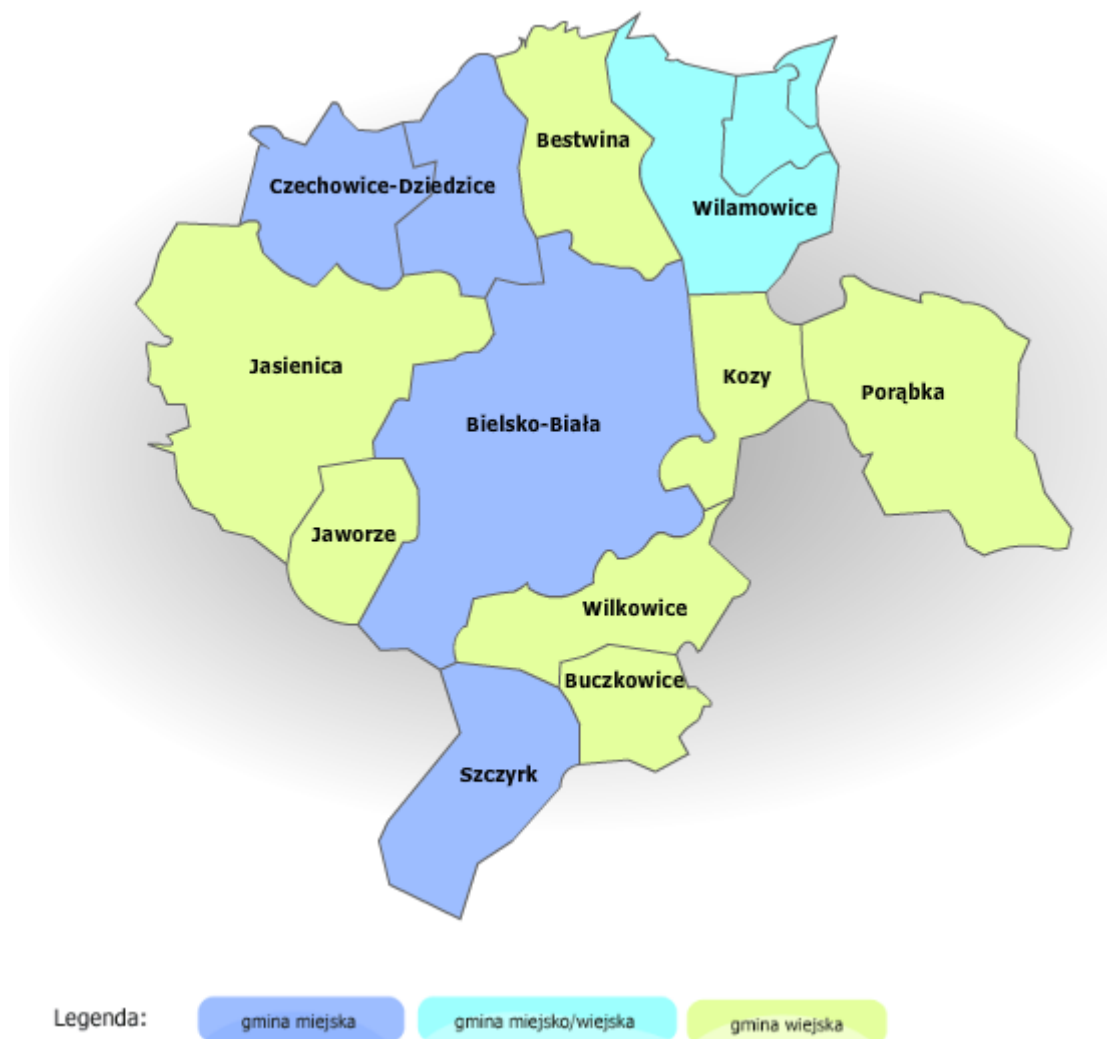 Bestwina
Czechowice-Dziedzice
Wilamowice
Jasienica
Kozy
Porąbka
Bielsko-Biała
Jaworze
Wilkowice
Buczkowice
Szczyrk
Legenda:
gmina miejska
gmina miejsko/wiejska
gmina wiejska